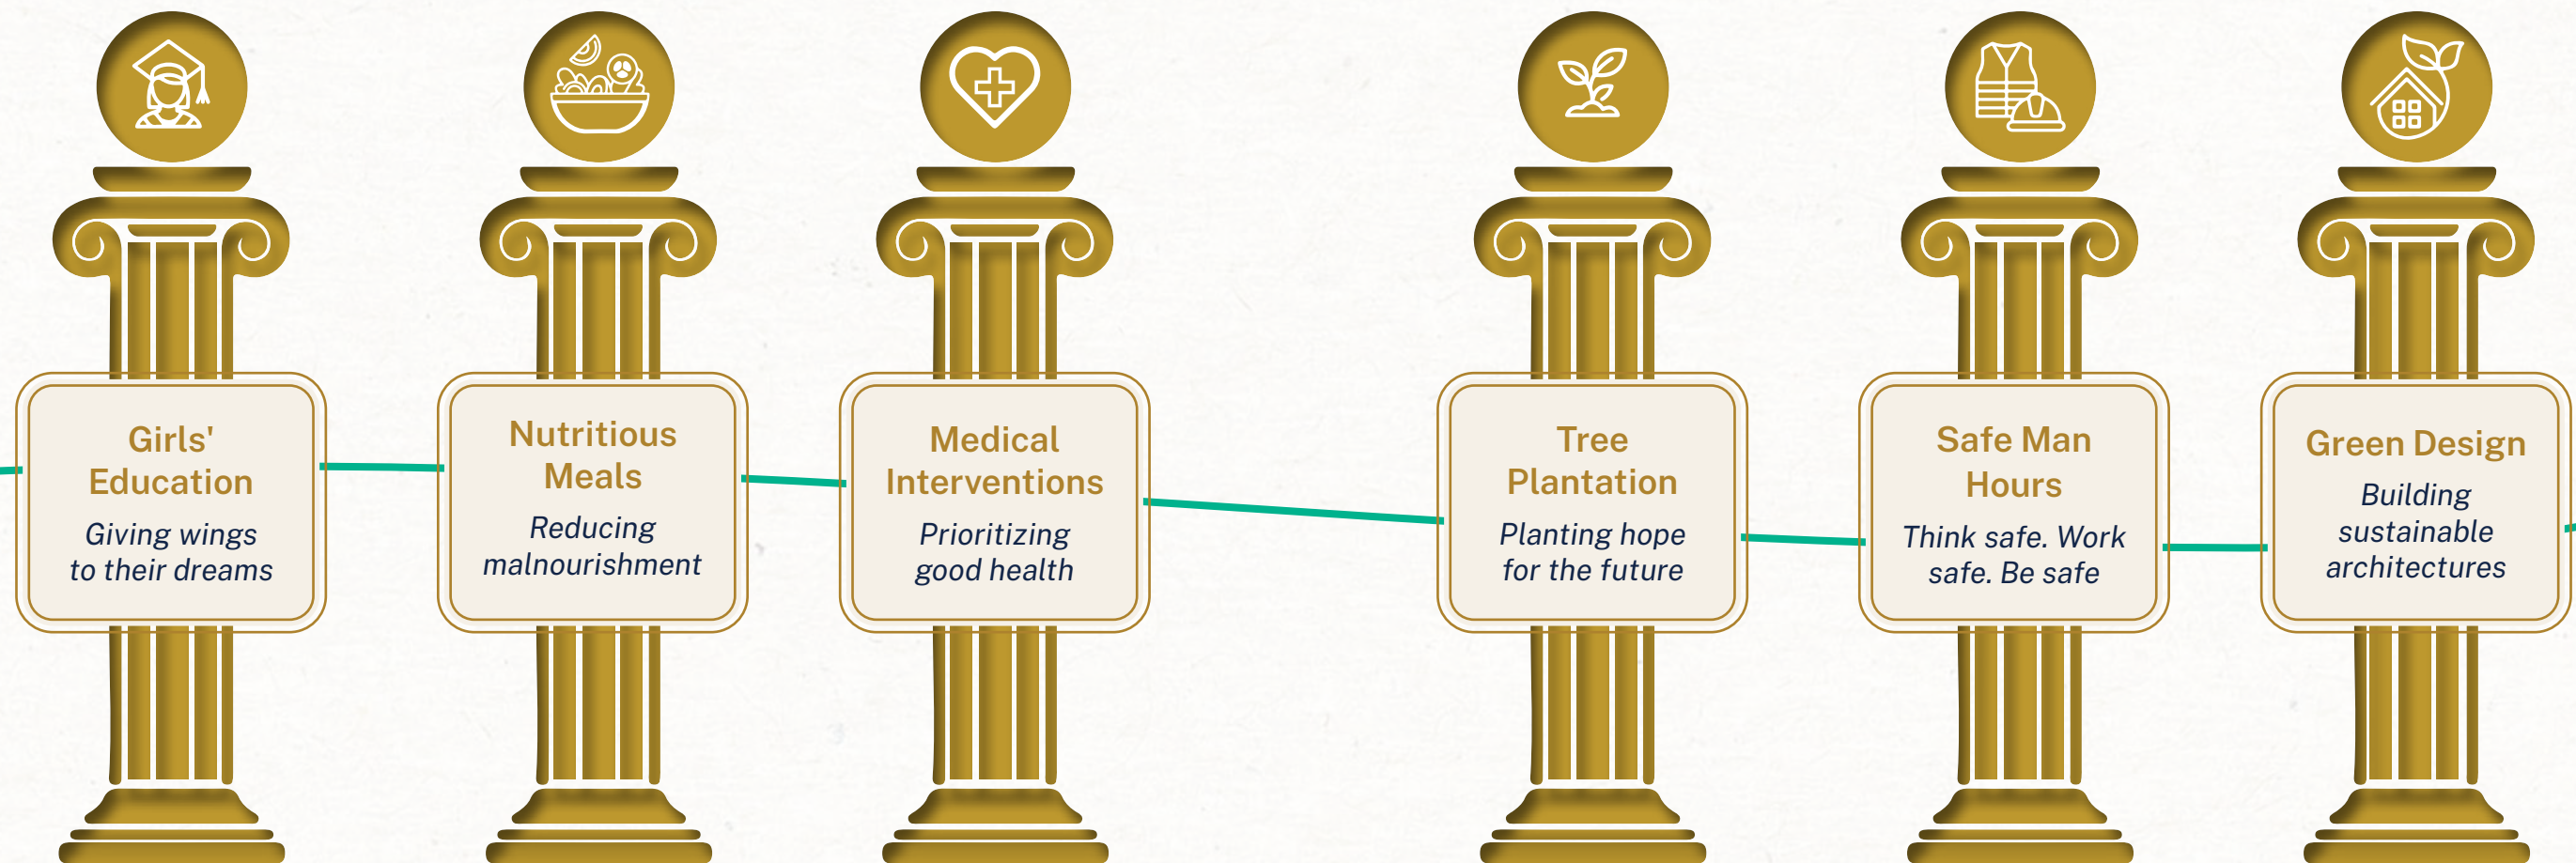 Girls'
Education
Giving wings
to their dreams
Nutritious
Meals
Reducing
malnourishment
Medical
Interventions
Prioritizing
good health
Tree
Plantation
Planting hope
for the future
Safe Man
Hours
Think safe. Work
safe. Be safe
Green Design
Building
sustainable
architectures